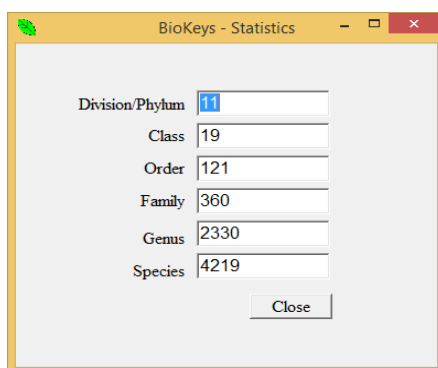 BioKeys - Statistics
Division/Phylum 11
Class 19
Order 121
Family 360
Genus 2330
Species 4219
Close